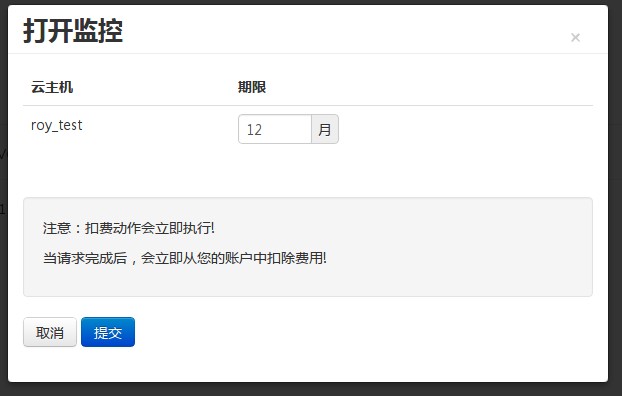 打开监控
×
云主机 期限
roy_test 12 月
注意：扣费动作会立即执行!
当请求完成后，会立即从您的账户中扣除费用!
取消 提交